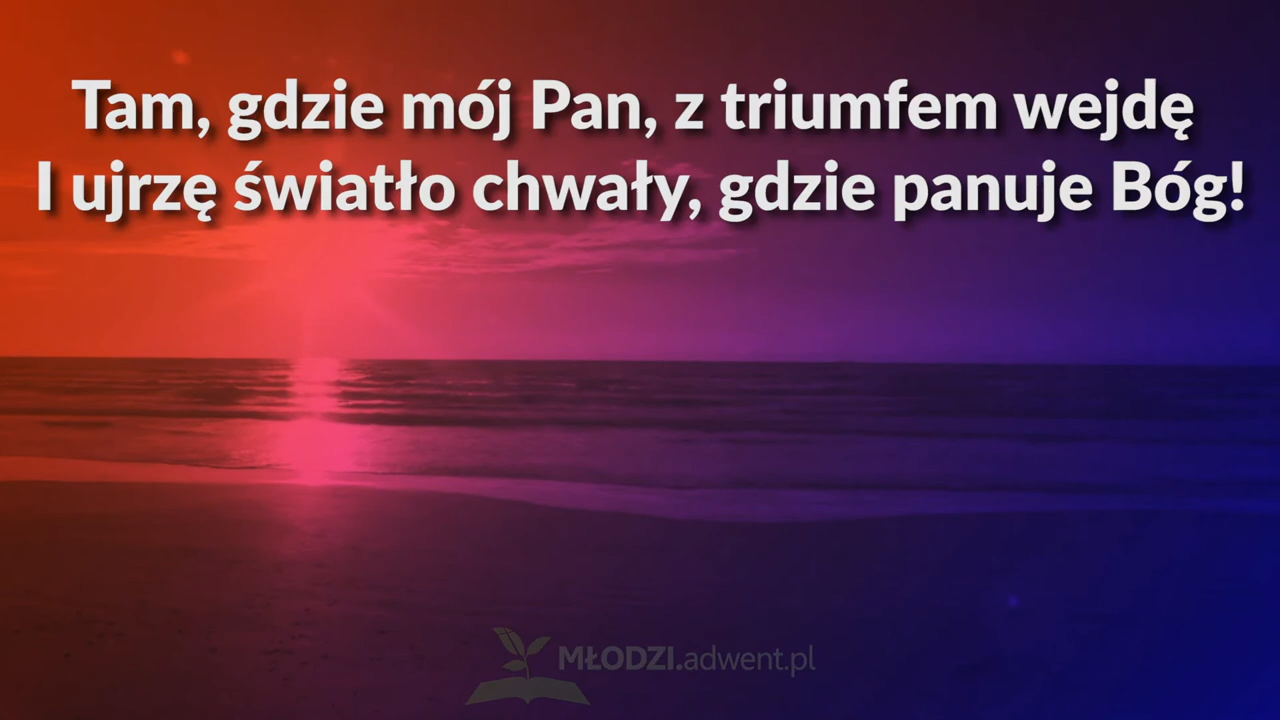 Tam, gdzie mój Pan, z triumfem wejdę
I ujrzę światło chwały, gdzie panuje Bóg!
MŁODZI.adwent.pl